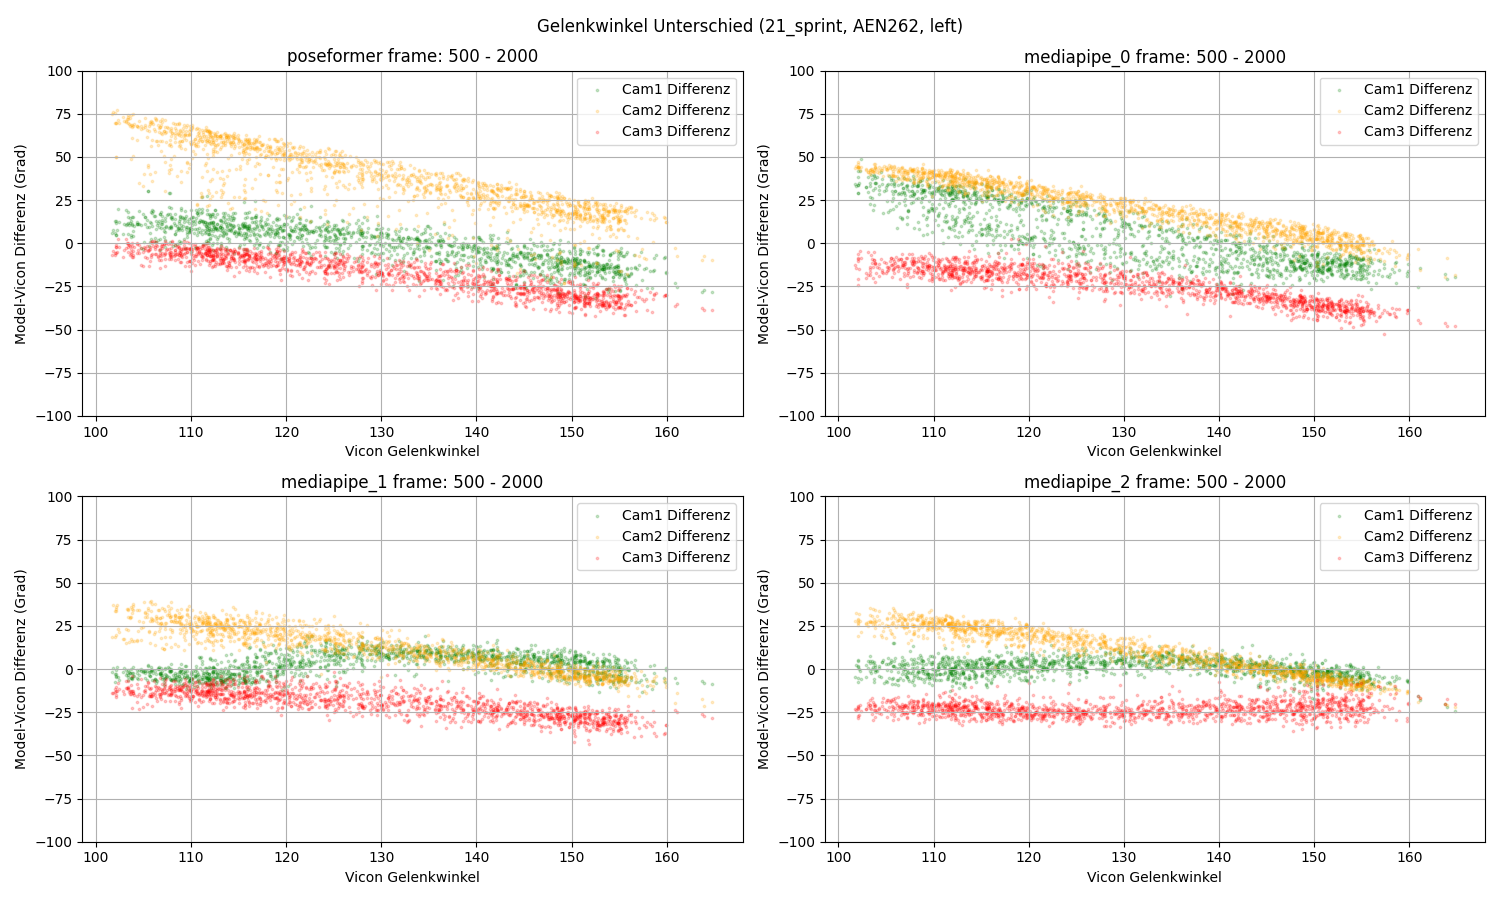 Gelenkwinkel Unterschied (21_sprint, AEN262, left)
poseformer frame: 500 - 2000
Model-Vicon Differenz (Grad)
100
75
50
25
0
−25
−50
−75
−100
Cam1 Differenz
Cam2 Differenz
Cam3 Differenz
100 110 120 130 140 150 160
Vicon Gelenkwinkel
mediapipe_0 frame: 500 - 2000
Model-Vicon Differenz (Grad)
100
75
50
25
0
−25
−50
−75
−100
Cam1 Differenz
Cam2 Differenz
Cam3 Differenz
100 110 120 130 140 150 160
Vicon Gelenkwinkel
mediapipe_1 frame: 500 - 2000
Model-Vicon Differenz (Grad)
100
75
50
25
0
−25
−50
−75
−100
Cam1 Differenz
Cam2 Differenz
Cam3 Differenz
100 110 120 130 140 150 160
Vicon Gelenkwinkel
mediapipe_2 frame: 500 - 2000
Model-Vicon Differenz (Grad)
100
75
50
25
0
−25
−50
−75
−100
Cam1 Differenz
Cam2 Differenz
Cam3 Differenz
100 110 120 130 140 150 160
Vicon Gelenkwinkel